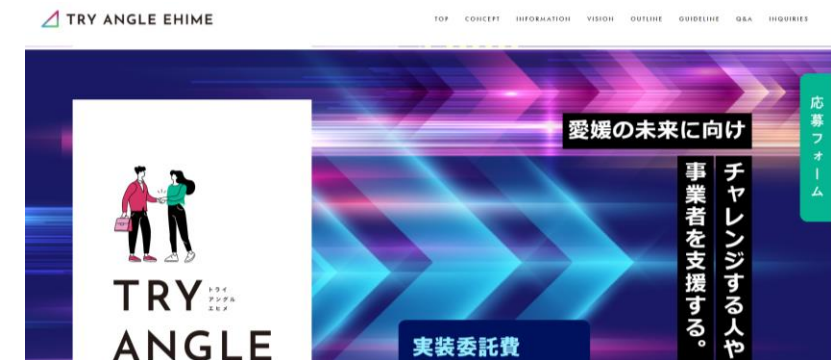 TRY ANGLE EHIME
TOP CONCEPT INFORMATION VISION OUTLINE GUIDELINE Q&A INQUIRIES
応募フォーム
愛媛の未来に向け
チャレンジする人や
事業者を支援する。
TRY
トライ
アングル
エヒメ
ANGLE
実装委託費